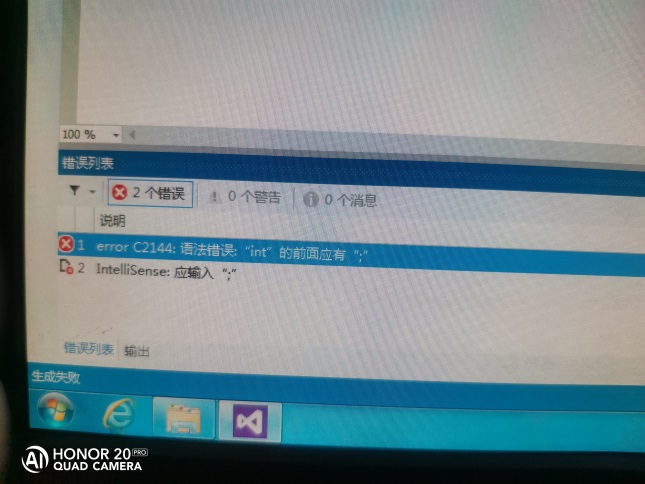 100 %
错误列表
2 个错误 0 个警告 0 个消息
说明
1 error C2144: 语法错误:“int”的前面应有“;”
2 IntelliSense: 应输入“;”
错误列表 输出
生成失败
HONOR 20 PRO
QUAD CAMERA